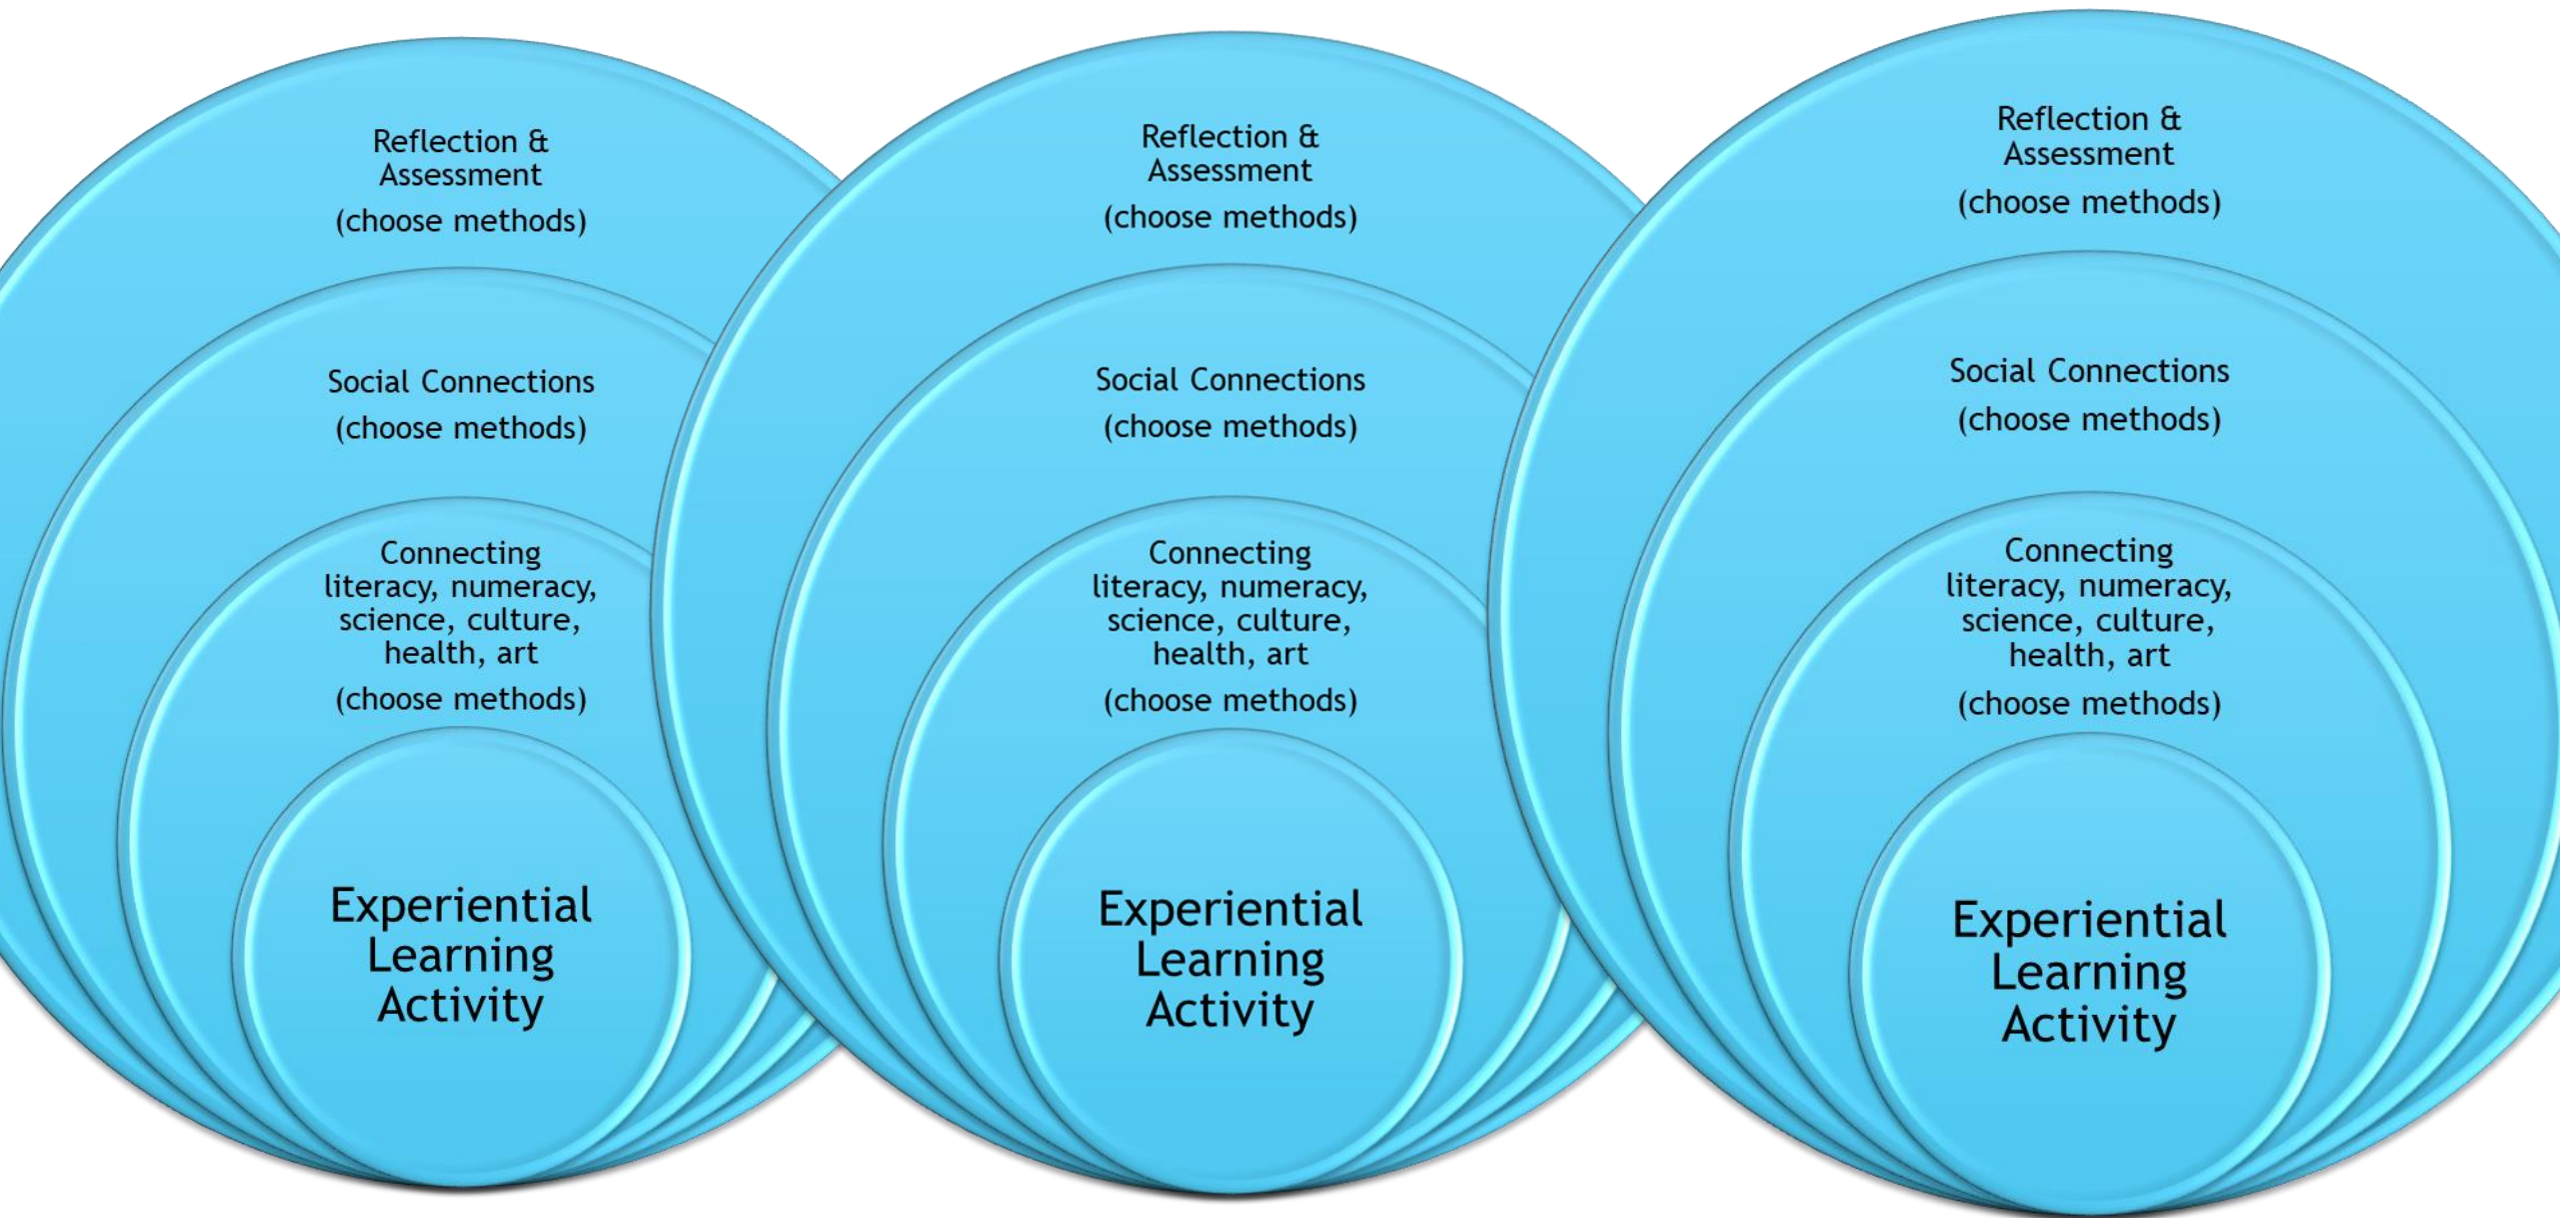 Reflection &
Assessment
(choose methods)
Social Connections
(choose methods)
Connecting
literacy, numeracy,
science, culture,
health, art
(choose methods)
Experiential
Learning
Activity
Reflection &
Assessment
(choose methods)
Social Connections
(choose methods)
Connecting
literacy, numeracy,
science, culture,
health, art
(choose methods)
Experiential
Learning
Activity
Reflection &
Assessment
(choose methods)
Social Connections
(choose methods)
Connecting
literacy, numeracy,
science, culture,
health, art
(choose methods)
Experiential
Learning
Activity